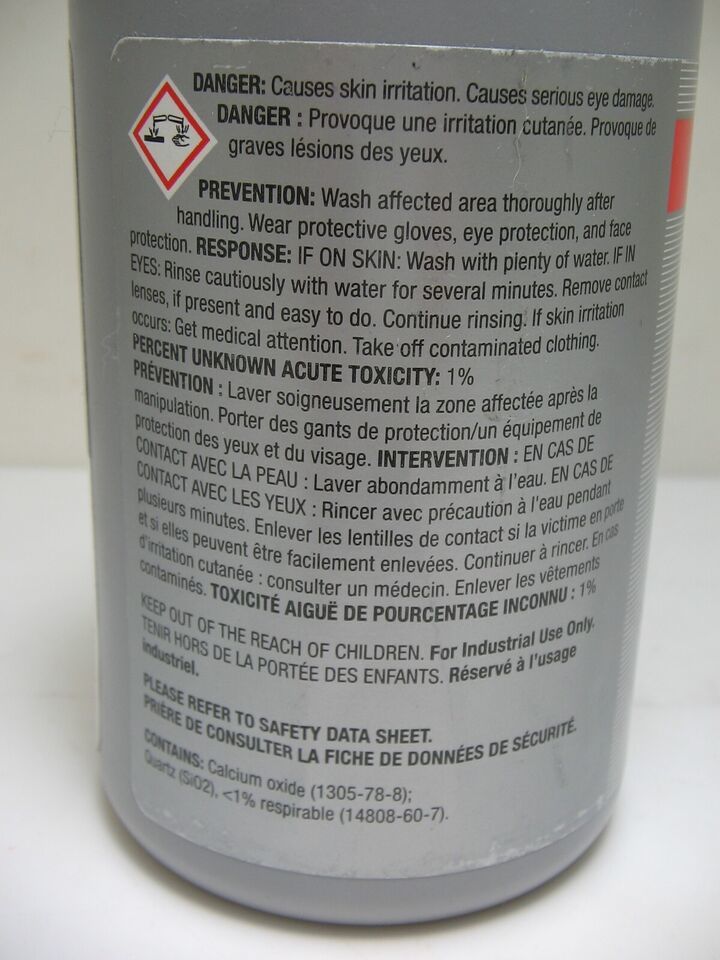 DANGER: Causes skin irritation. Causes serious eye damage.
DANGER : Provoque une irritation cutanée. Provoque de
graves lésions des yeux.
PREVENTION: Wash affected area thoroughly after
handling. Wear protective gloves, eye protection, and face
protection. RESPONSE: IF ON SKIN: Wash with plenty of water. IF IN
EYES: Rinse cautiously with water for several minutes. Remove contact
lenses, if present and easy to do. Continue rinsing. If skin irritation
occurs: Get medical attention. Take off contaminated clothing.
PERCENT UNKNOWN ACUTE TOXICITY: 1%
PRÉVENTION : Laver soigneusement la zone affectée après la
manipulation. Porter des gants de protection/un équipement de
protection des yeux et du visage. INTERVENTION : EN CAS DE
CONTACT AVEC LA PEAU : Laver abondamment à l'eau. EN CAS DE
CONTACT AVEC LES YEUX : Rincer avec précaution à l'eau pendant
plusieurs minutes. Enlever les lentilles de contact si la victime en porte
et si elles peuvent être facilement enlevées. Continuer à rincer. En cas
d'irritation cutanée : consulter un médecin. Enlever les vêtements
contaminés. TOXICITÉ AIGUË DE POURCENTAGE INCONNU : 1%
KEEP OUT OF THE REACH OF CHILDREN. For Industrial Use Only.
TENIR HORS DE LA PORTÉE DES ENFANTS. Réservé à l'usage
industriel.
PLEASE REFER TO SAFETY DATA SHEET.
PRIÈRE DE CONSULTER LA FICHE DE DONNÉES DE SÉCURITÉ.
CONTAINS: Calcium oxide (1305-78-8);
Quartz (SiO2), <1% respirable (14808-60-7).